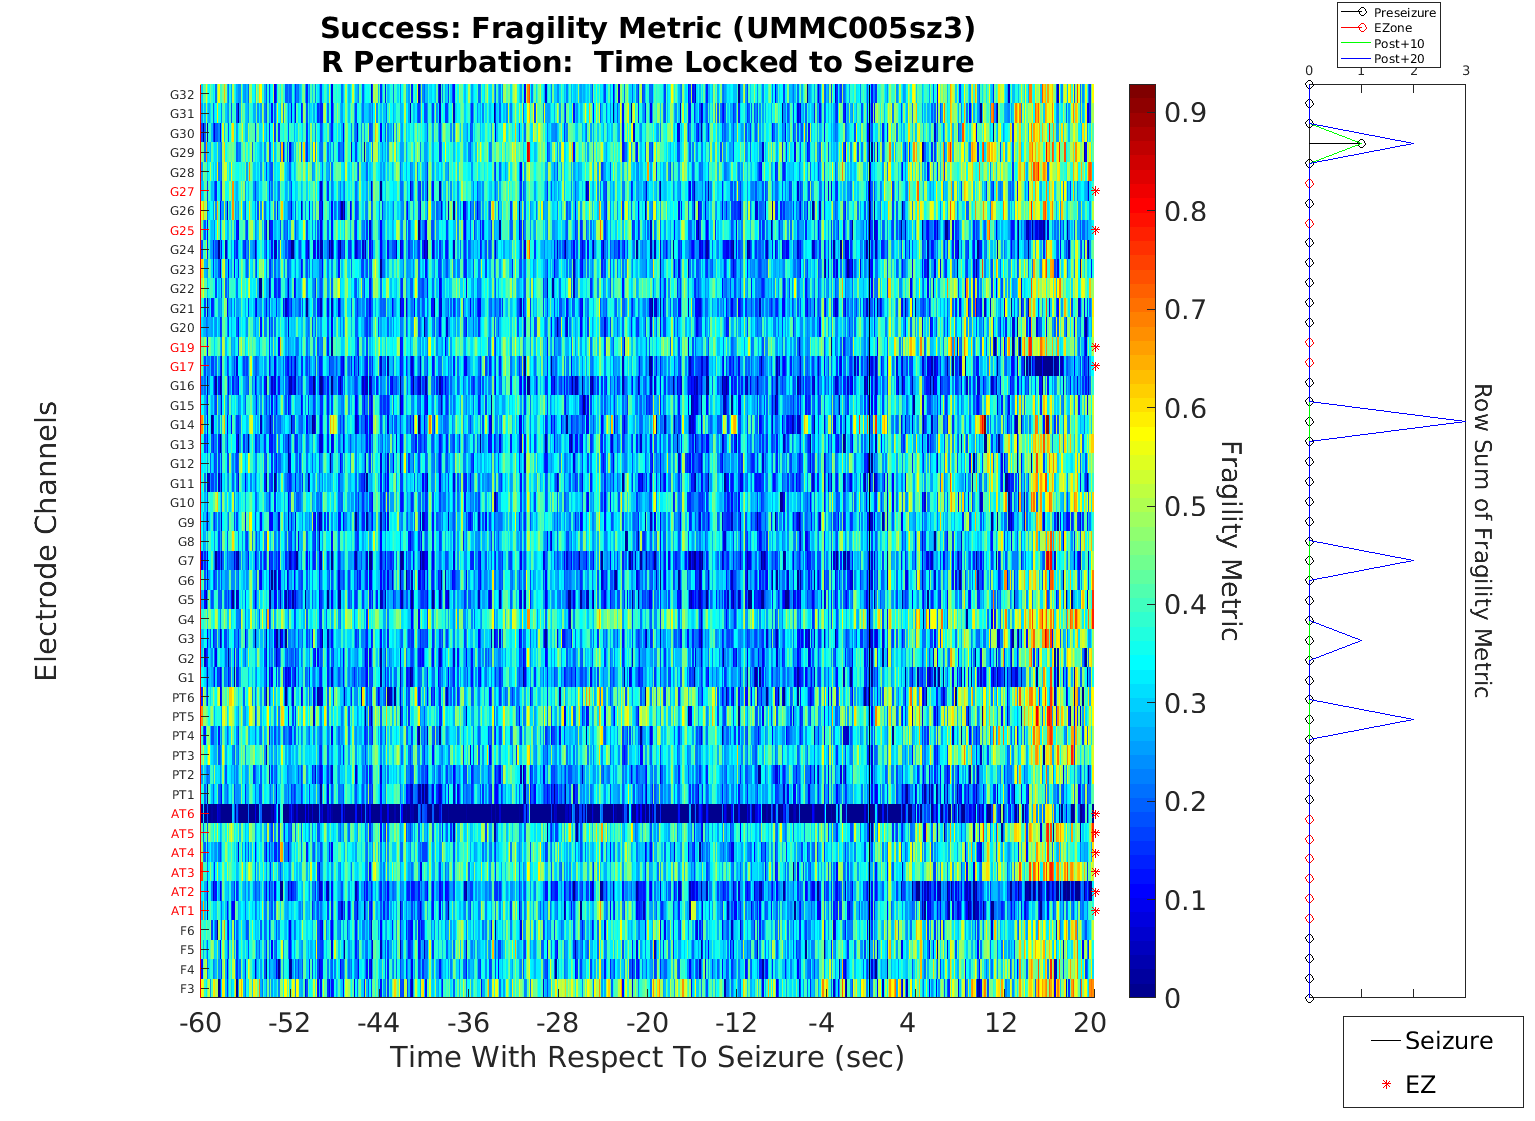 Success: Fragility Metric (UMMC005sz3)
R Perturbation:  Time Locked to Seizure
Electrode Channels
G32
G31
G30
G29
G28
G27
G26
G25
G24
G23
G22
G21
G20
G19
G17
G16
G15
G14
G13
G12
G11
G10
G9
G8
G7
G6
G5
G4
G3
G2
G1
PT6
PT5
PT4
PT3
PT2
PT1
AT6
AT5
AT4
AT3
AT2
AT1
F6
F5
F4
F3
-60 -52 -44 -36 -28 -20 -12 -4 4 12 20
Time With Respect To Seizure (sec)
0.9
0.8
0.7
0.6
0.5
0.4
0.3
0.2
0.1
0
Fragility Metric
Preseizure
EZone
Post+10
Post+20
0 1 2 3
Row Sum of Fragility Metric
Seizure
EZ